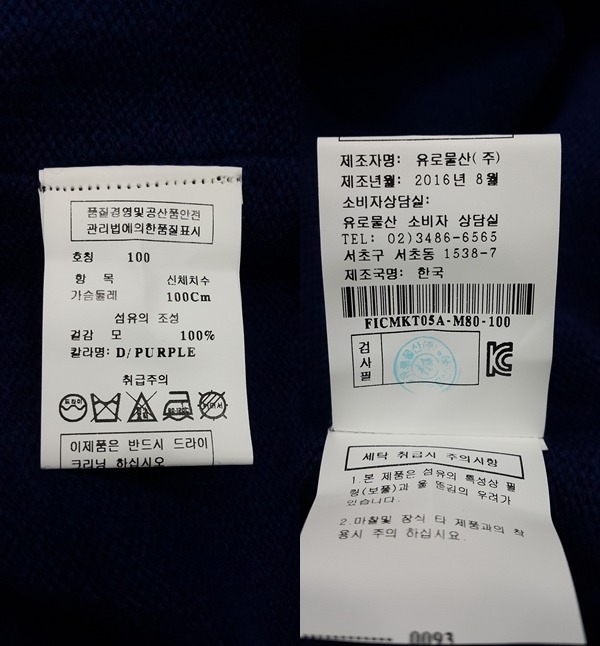 품질경영및공산품안전
관리법에의한품질표시
호칭 100
항 목 신체치수
가슴둘레 100Cm
섬유의 조성
겉감 모 100%
칼라명: D/PURPLE
취급주의
드라이
이제품은 반드시 드라이
크리닝 하십시오
제조자명: 유로물산(주)
제조년월: 2016년 8월
소비자상담실:
유로물산 소비자 상담실
TEL: 02)3486-6565
서초구 서초동 1538-7
제조국명: 한국
FICMKT05A-M80-100
검
사
필
세탁 취급시 주의사항
1.본 제품은 섬유의 특성상 필
링(보풀)과 올 뜯김의 우려가
있습니다.
2.마찰및 장식 타 제품과의 착
용시 주의 하십시요.
0093